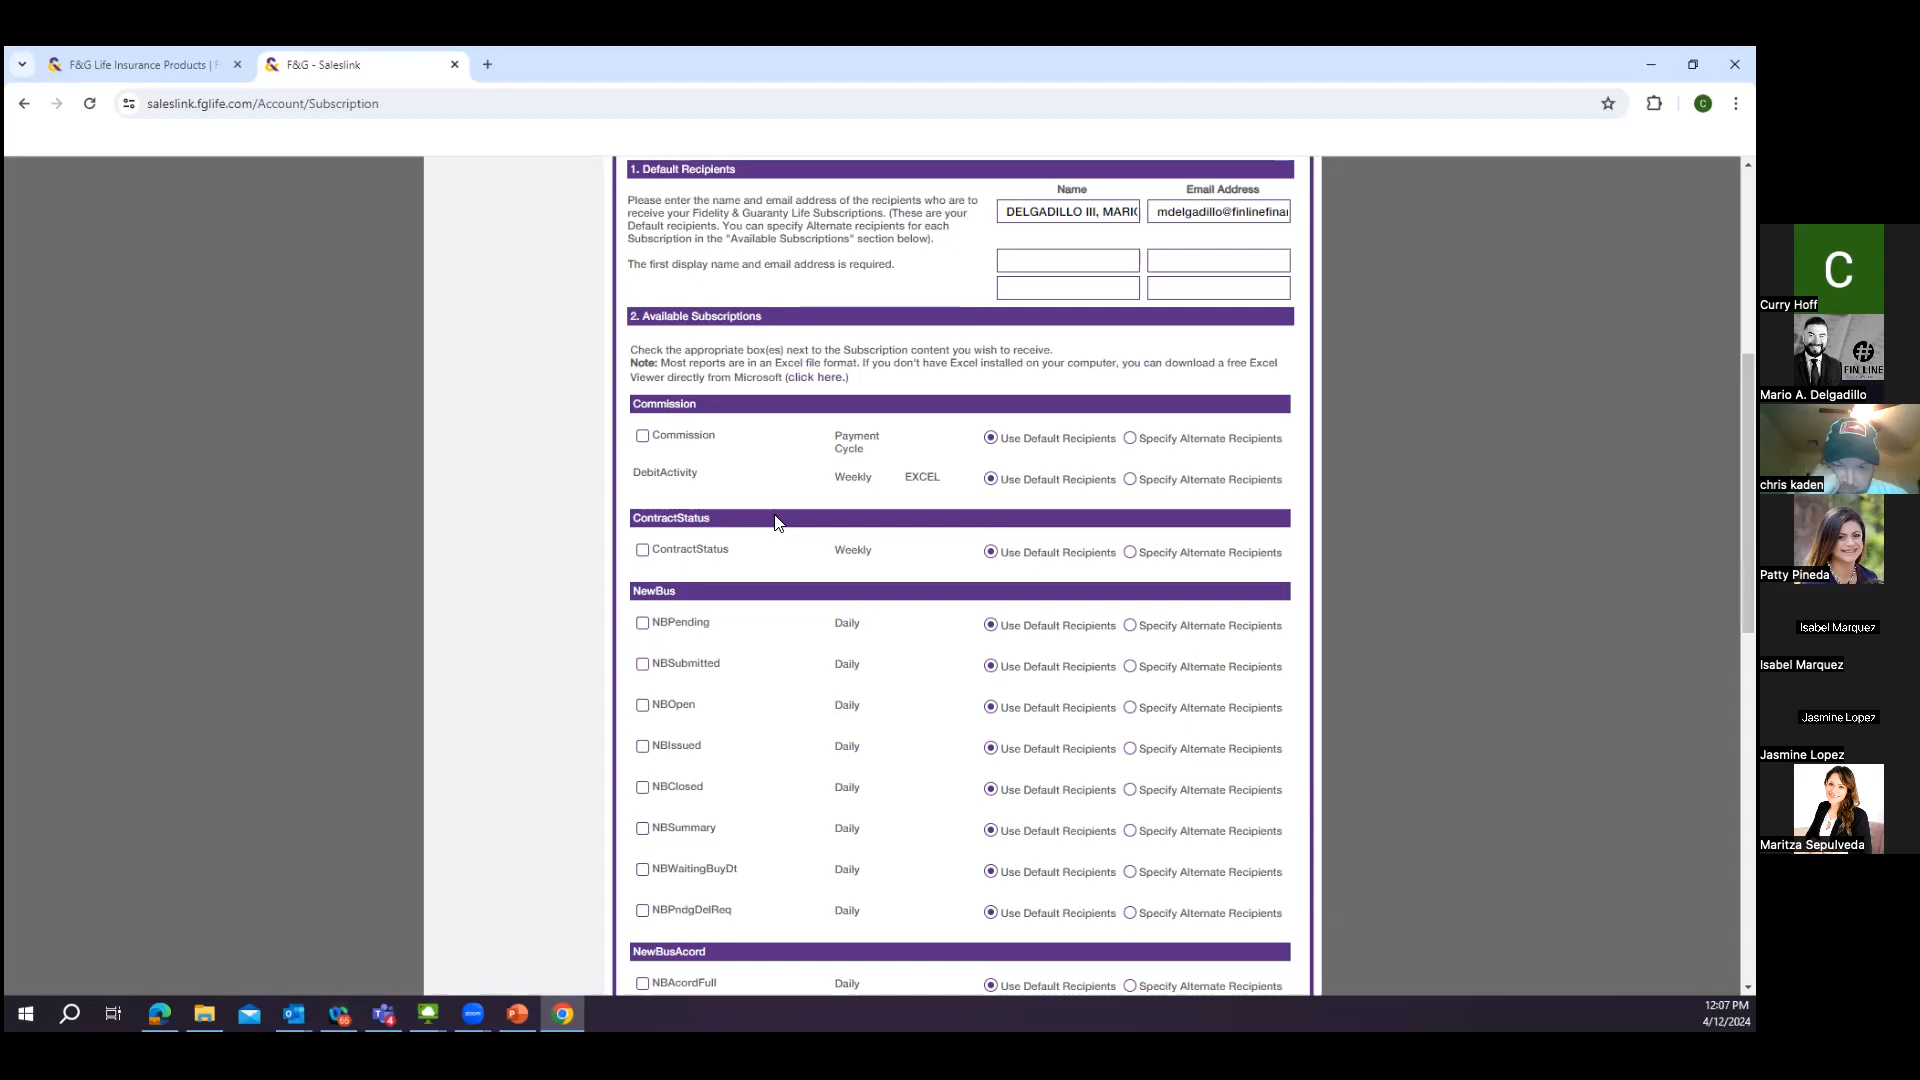 F&G Life Insurance Products | F
F&G - Saleslink
saleslink.fglife.com/Account/Subscription
C
1. Default Recipients
Name Email Address
Please enter the name and email address of the recipients who are to
receive your Fidelity & Guaranty Life Subscriptions. (These are your
Default recipients. You can specify Alternate recipients for each
Subscription in the "Available Subscriptions" section below).
DELGADILLO III, MARIO mdelgadillo@finlinefinan
The first display name and email address is required.
2. Available Subscriptions
Check the appropriate box(es) next to the Subscription content you wish to receive.
Note: Most reports are in an Excel file format. If you don't have Excel installed on your computer, you can download a free Excel
Viewer directly from Microsoft (click here.)
Commission
Commission Payment Cycle Use Default Recipients Specify Alternate Recipients
DebitActivity Weekly EXCEL Use Default Recipients Specify Alternate Recipients
ContractStatus
ContractStatus Weekly Use Default Recipients Specify Alternate Recipients
NewBus
NBPending Daily Use Default Recipients Specify Alternate Recipients
NBSubmitted Daily Use Default Recipients Specify Alternate Recipients
NBOpen Daily Use Default Recipients Specify Alternate Recipients
NBIssued Daily Use Default Recipients Specify Alternate Recipients
NBClosed Daily Use Default Recipients Specify Alternate Recipients
NBSummary Daily Use Default Recipients Specify Alternate Recipients
NBWaitingBuyDt Daily Use Default Recipients Specify Alternate Recipients
NBPndgDelReq Daily Use Default Recipients Specify Alternate Recipients
NewBusAcord
NBAcordFull Daily Use Default Recipients Specify Alternate Recipients
12:07 PM
4/12/2024
C
Curry Hoff
FIN LINE
Mario A. Delgadillo
chris kaden
Patty Pineda
Isabel Marquez
Isabel Marquez
Jasmine Lopez
Jasmine Lopez
Maritza Sepulveda